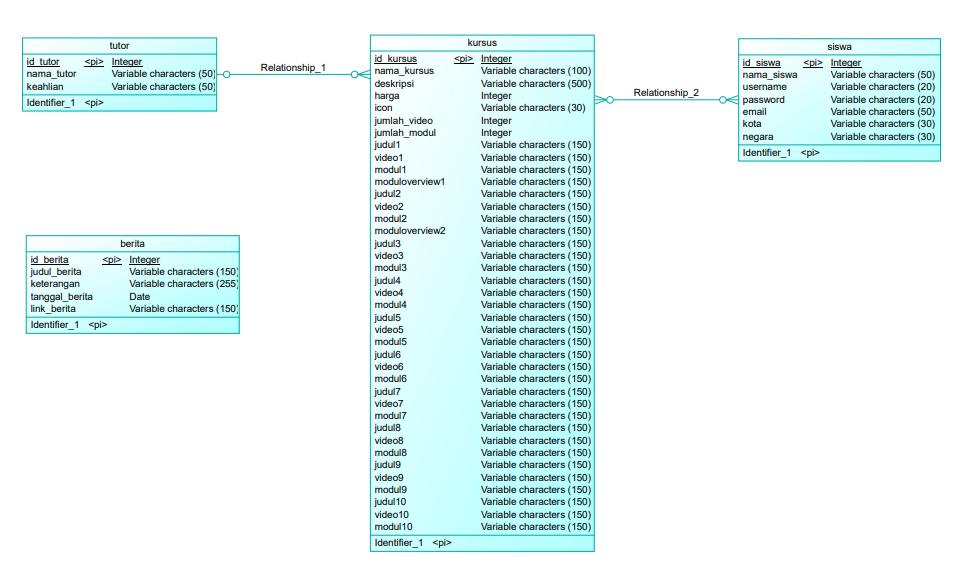 tutor
id_tutor <pi> Integer
nama_tutor Variable characters (50)
keahlian Variable characters (50)
Identifier_1 <pi>
Relationship_1
kursus
id_kursus <pi> Integer
nama_kursus Variable characters (100)
deskripsi Variable characters (500)
harga Integer
icon Variable characters (30)
jumlah_video Integer
jumlah_modul Integer
judul1 Variable characters (150)
video1 Variable characters (150)
modul1 Variable characters (150)
moduloverview1 Variable characters (150)
judul2 Variable characters (150)
video2 Variable characters (150)
modul2 Variable characters (150)
moduloverview2 Variable characters (150)
judul3 Variable characters (150)
video3 Variable characters (150)
modul3 Variable characters (150)
judul4 Variable characters (150)
video4 Variable characters (150)
modul4 Variable characters (150)
judul5 Variable characters (150)
video5 Variable characters (150)
modul5 Variable characters (150)
judul6 Variable characters (150)
video6 Variable characters (150)
modul6 Variable characters (150)
judul7 Variable characters (150)
video7 Variable characters (150)
modul7 Variable characters (150)
judul8 Variable characters (150)
video8 Variable characters (150)
modul8 Variable characters (150)
judul9 Variable characters (150)
video9 Variable characters (150)
modul9 Variable characters (150)
judul10 Variable characters (150)
video10 Variable characters (150)
modul10 Variable characters (150)
Identifier_1 <pi>
Relationship_2
siswa
id_siswa <pi> Integer
nama_siswa Variable characters (50)
username Variable characters (20)
password Variable characters (20)
email Variable characters (50)
kota Variable characters (30)
negara Variable characters (30)
Identifier_1 <pi>
berita
id_berita <pi> Integer
judul_berita Variable characters (150)
keterangan Variable characters (255)
tanggal_berita Date
link_berita Variable characters (150)
Identifier_1 <pi>